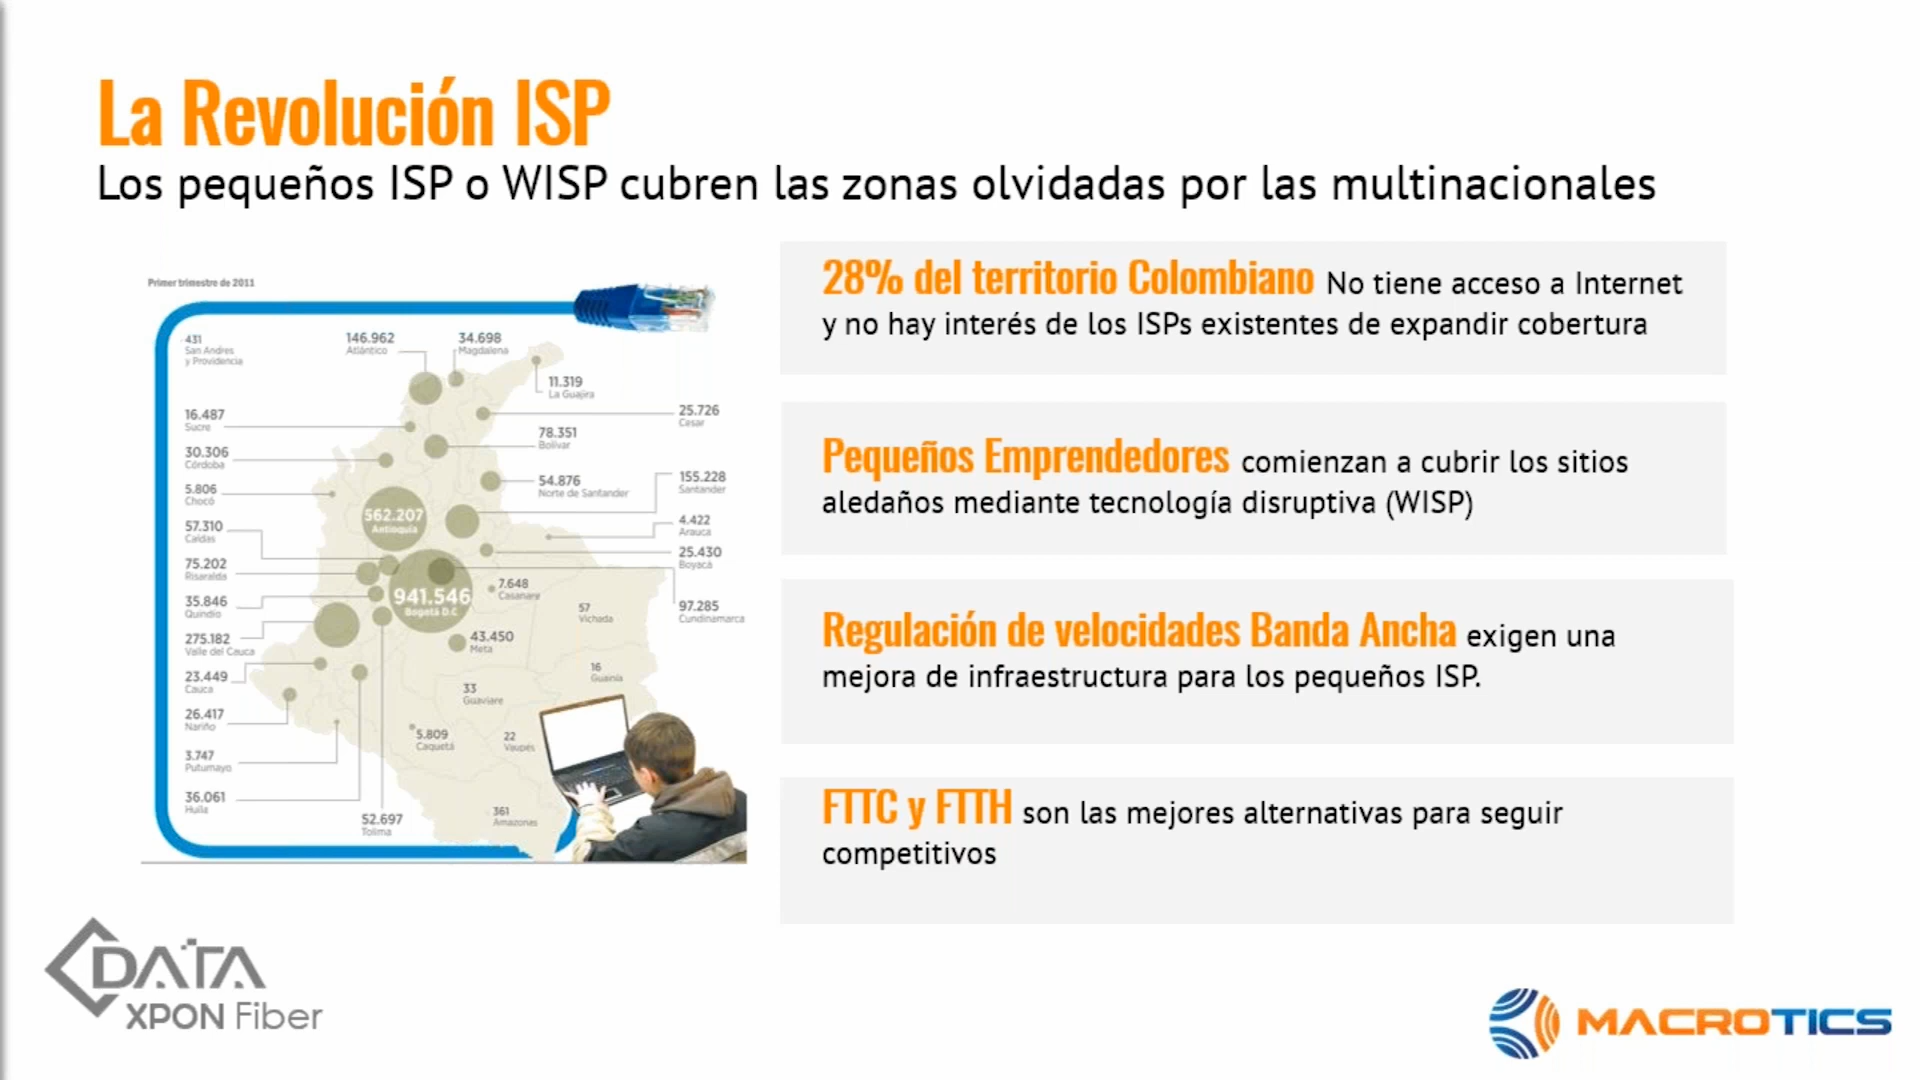 La Revolución ISP
Los pequeños ISP o WISP cubren las zonas olvidadas por las multinacionales
Primer trimestre de 2011
431
San Andres
y Providencia
146.962
Atlántico
34.698
Magdalena
11.319
La Guajira
16.487
Sucre
25.726
Cesar
78.351
Bolívar
30.306
Córdoba
54.876
Norte de Santander
155.228
Santander
5.806
Chocó
562.207
Antioquia
4.422
Arauca
57.310
Caldas
25.430
Boyacá
75.202
Risaralda
7.648
Casanare
941.546
Bogotá D.C
35.846
Quindío
57
Vichada
97.285
Cundinamarca
275.182
Valle del Cauca
43.450
Meta
16
Guainía
23.449
Cauca
33
Guaviare
26.417
Nariño
5.809
Caquetá
22
Vaupés
3.747
Putumayo
36.061
Huila
52.697
Tolima
361
Amazones
28% del territorio Colombiano No tiene acceso a Internet
y no hay interés de los ISPs existentes de expandir cobertura
Pequeños Emprendedores comienzan a cubrir los sitios
aledaños mediante tecnología disruptiva (WISP)
Regulación de velocidades Banda Ancha exigen una
mejora de infraestructura para los pequeños ISP.
FTTC y FTTH son las mejores alternativas para seguir
competitivos
DATA
XPON Fiber
MACROTICS